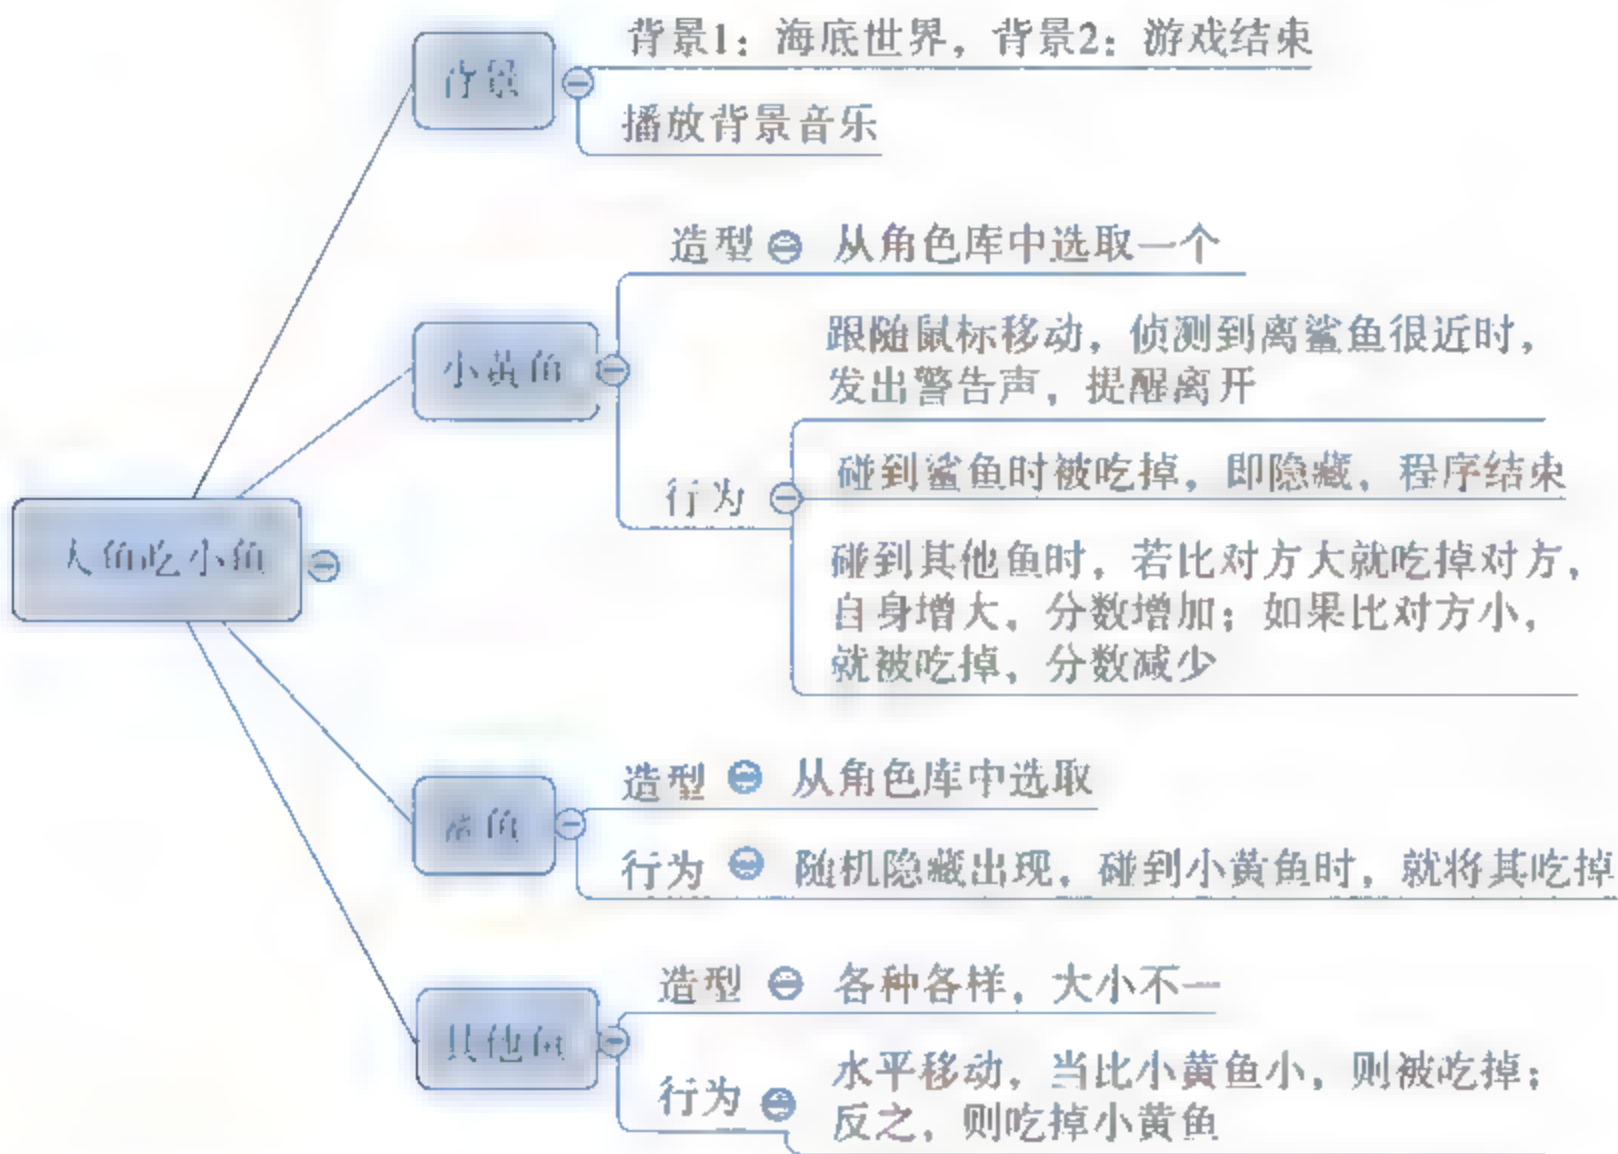 背景
背景1：海底世界，背景2：游戏结束
播放背景音乐
小黄鱼
造型 从角色库中选取一个
行为
跟随鼠标移动，侦测到离鲨鱼很近时，
发出警告声，提醒离开
碰到鲨鱼时被吃掉，即隐藏，程序结束
碰到其他鱼时，若比对方大就吃掉对方，
自身增大，分数增加；如果比对方小，
就被吃掉，分数减少
大鱼吃小鱼
鲨鱼
造型 从角色库中选取
行为 随机隐藏出现，碰到小黄鱼时，就将其吃掉
其他鱼
造型 各种各样，大小不一
行为
水平移动，当比小黄鱼小，则被吃掉；
反之，则吃掉小黄鱼